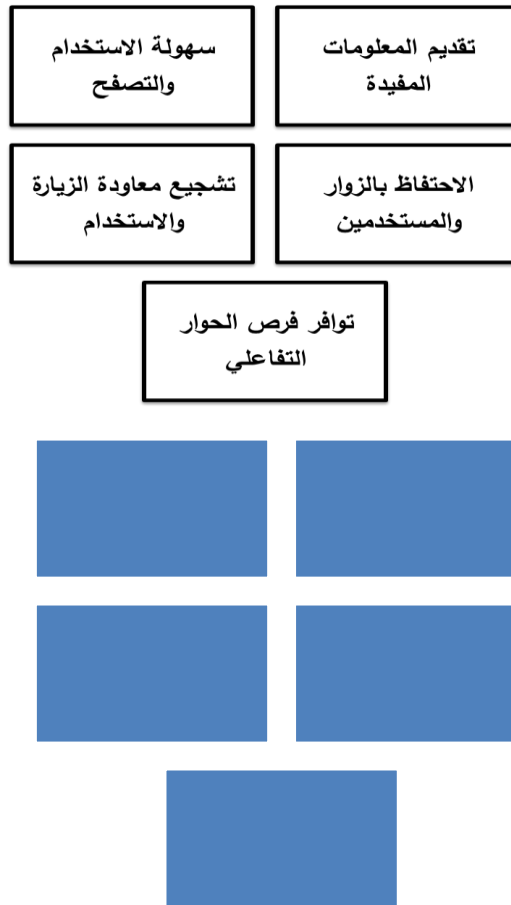 تقديم المعلومات
المفيدة
سهولة الاستخدام
والتصفح
الاحتفاظ بالزوار
والمستخدمين
تشجيع معاودة الزيارة
والاستخدام
توافر فرص الحوار
التفاعلي